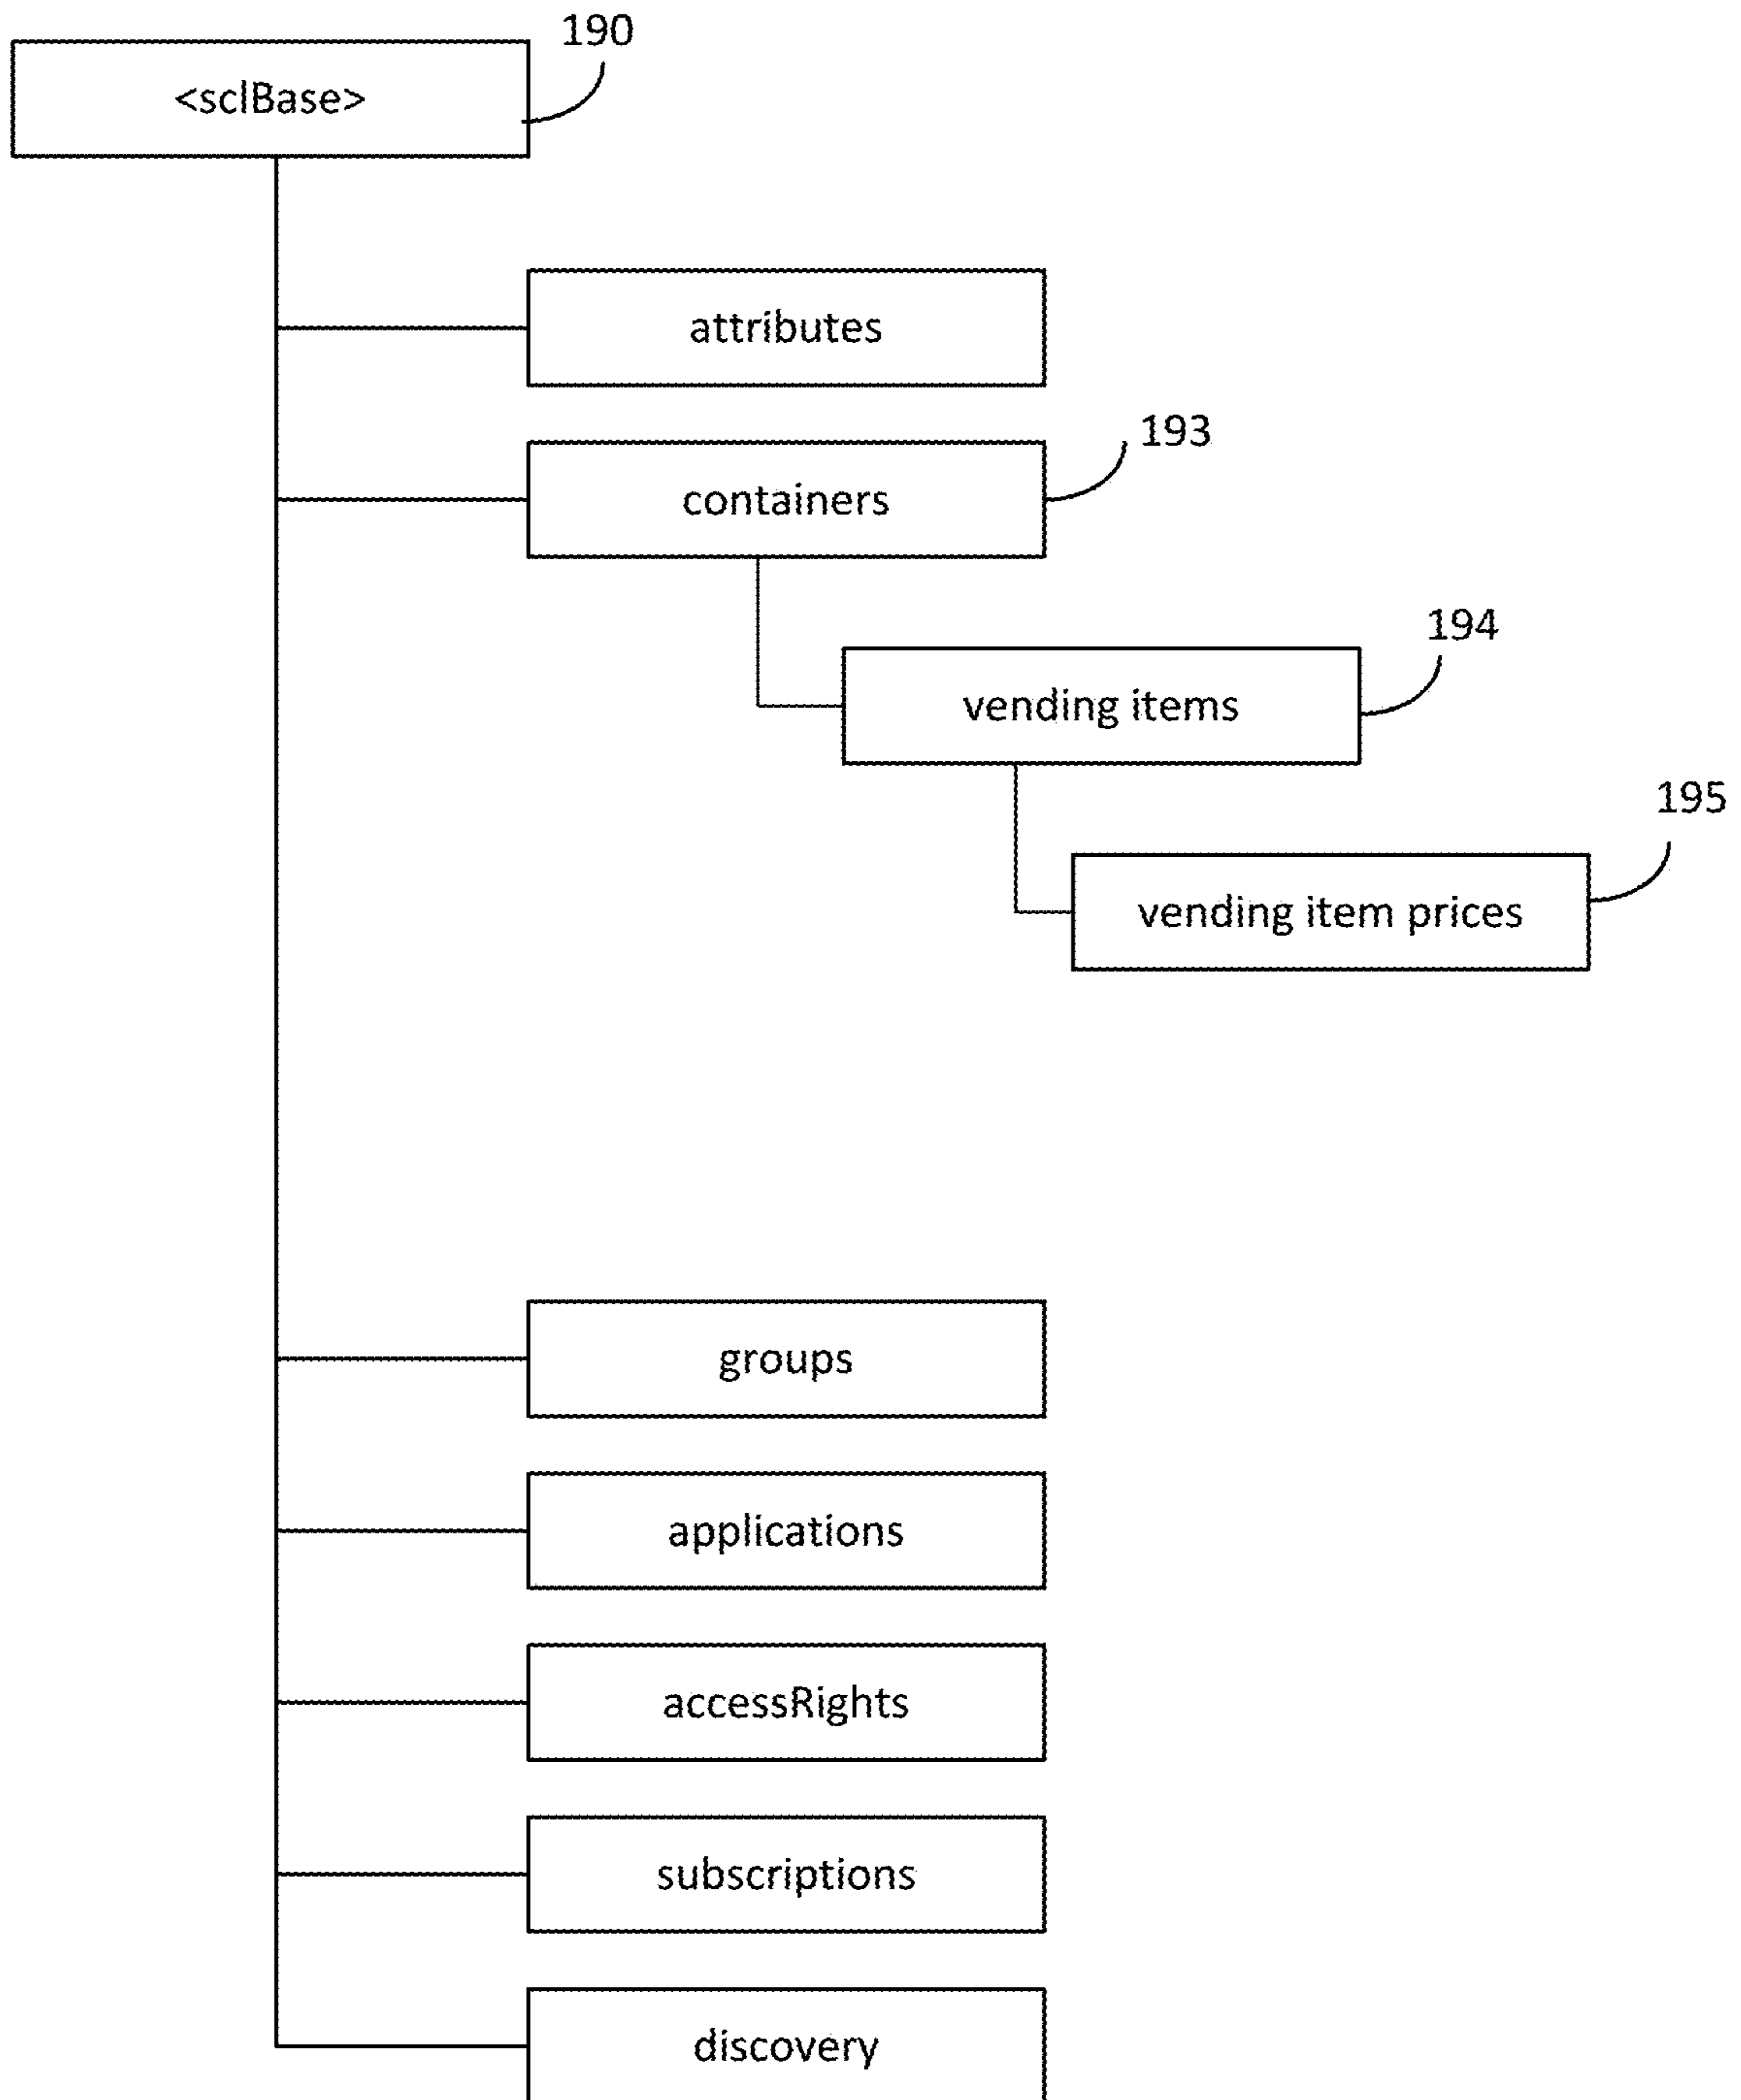 190
<sclBase>
attributes
193
containers
194
vending items
195
vending item prices
groups
applications
accessRights
subscriptions
discovery